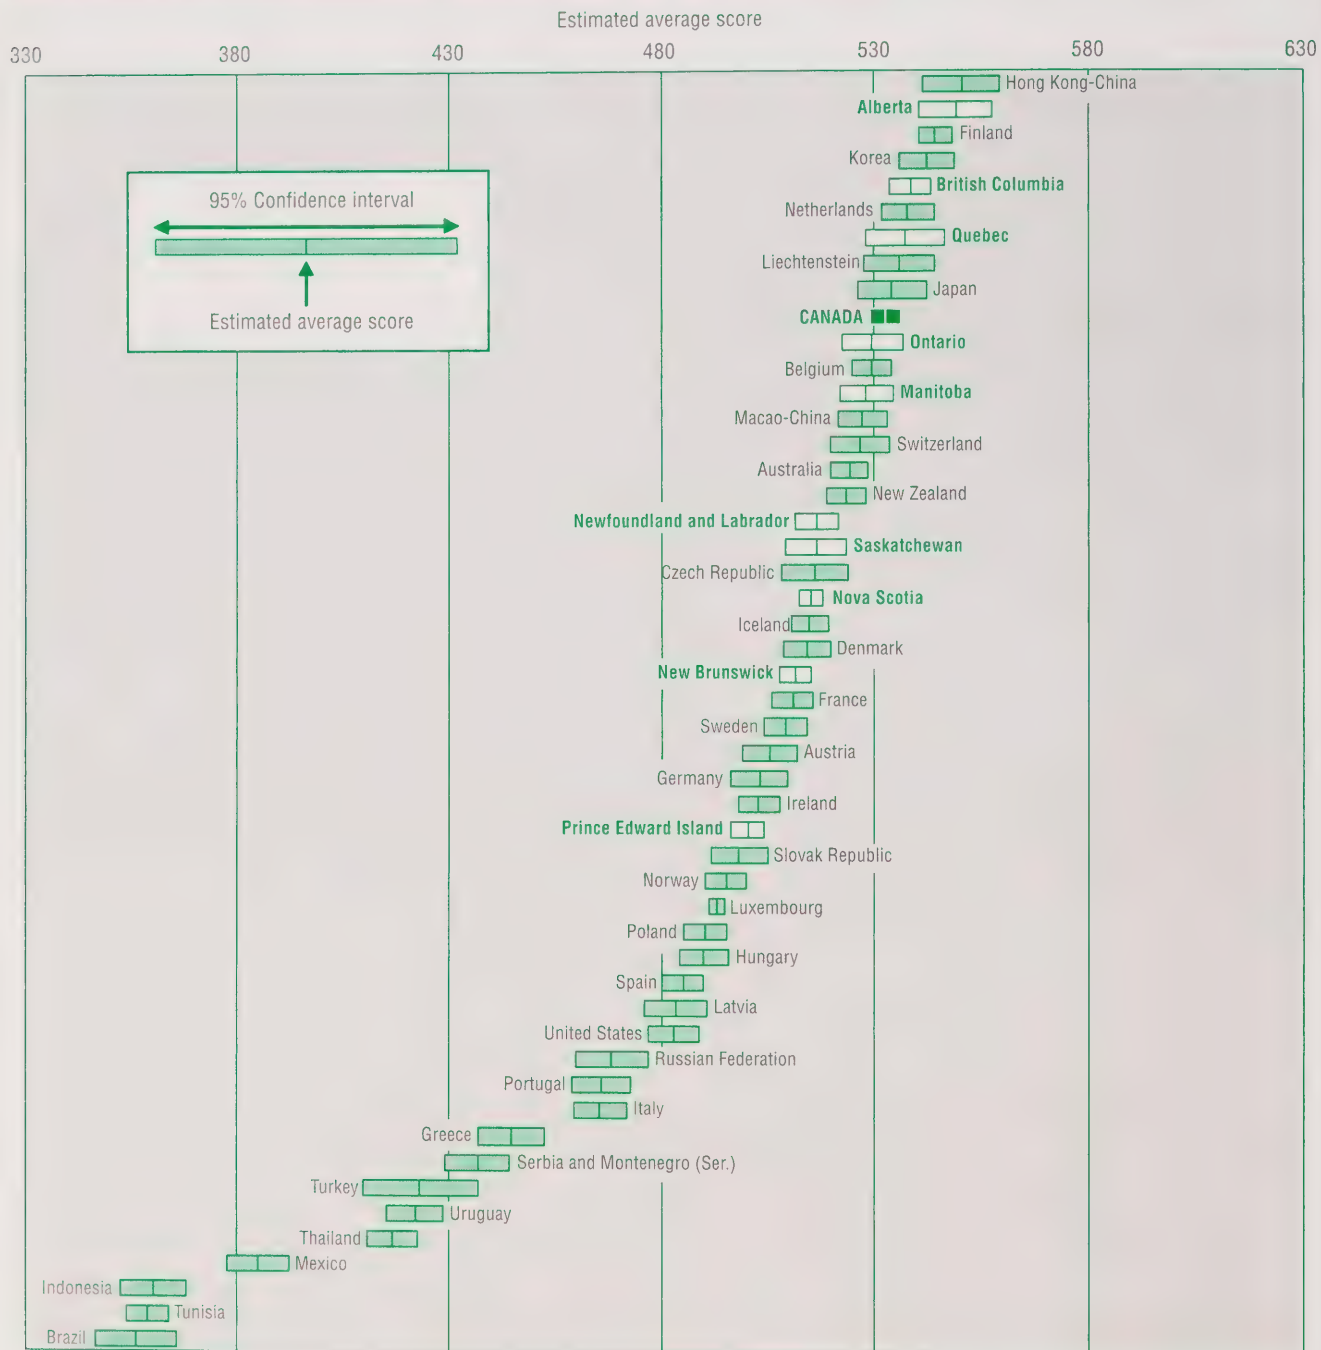 Estimated average score
330 380 430 480 530 580 630
Hong Kong-China
Alberta
Finland
Korea
95% Confidence interval
British Columbia
Netherlands
Quebec
Liechtenstein
Japan
Estimated average score
CANADA
Ontario
Belgium
Manitoba
Macao-China
Switzerland
Australia
New Zealand
Newfoundland and Labrador
Saskatchewan
Czech Republic
Nova Scotia
Iceland
Denmark
New Brunswick
France
Sweden
Austria
Germany
Ireland
Prince Edward Island
Slovak Republic
Norway
Luxembourg
Poland
Hungary
Spain
Latvia
United States
Russian Federation
Portugal
Italy
Greece
Serbia and Montenegro (Ser.)
Turkey
Uruguay
Thailand
Mexico
Indonesia
Tunisia
Brazil